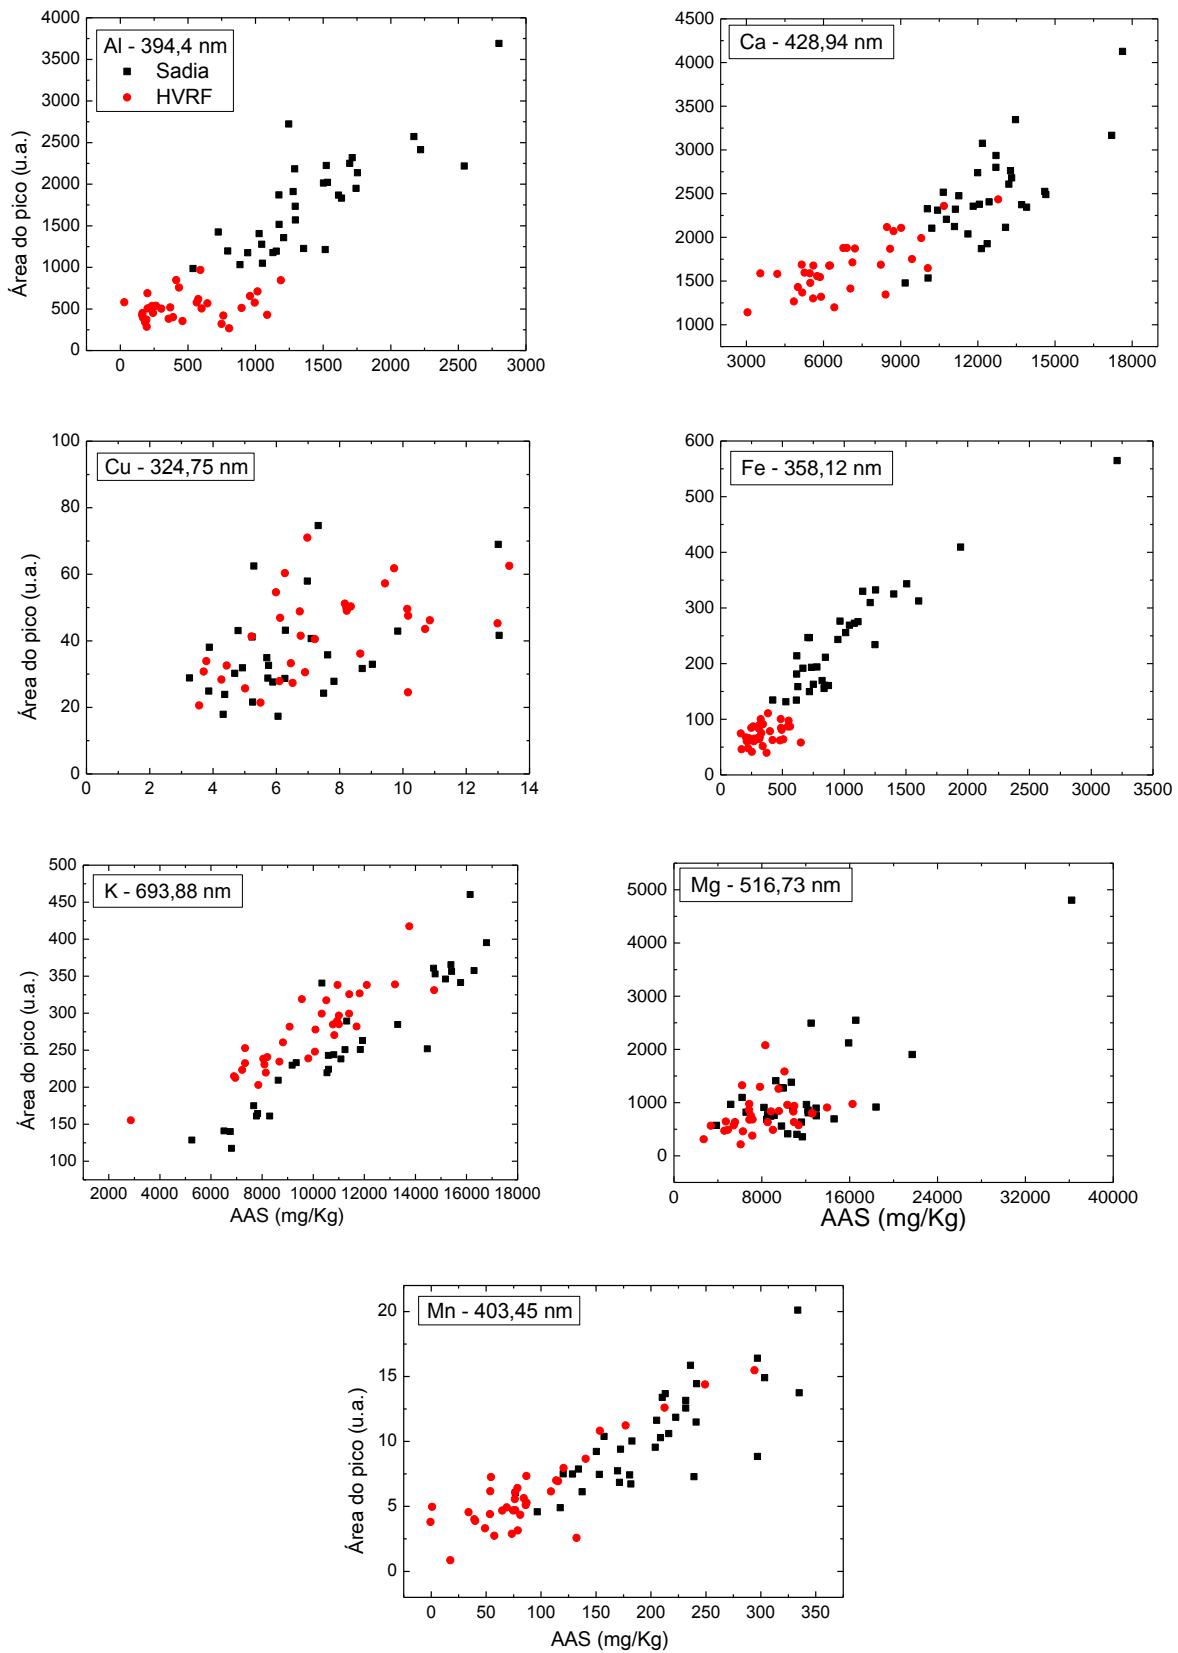 Al - 394,4 nm
Sadia
HVRF
Área do pico (u.a.)
4000
3500
3000
2500
2000
1500
1000
500
0
0 500 1000 1500 2000 2500 3000
Ca - 428,94 nm
4500
4000
3500
3000
2500
2000
1500
1000
3000 6000 9000 12000 15000 18000
Cu - 324,75 nm
Área do pico (u.a.)
100
80
60
40
20
0
0 2 4 6 8 10 12 14
Fe - 358,12 nm
600
500
400
300
200
100
0
0 500 1000 1500 2000 2500 3000 3500
K - 693,88 nm
Área do pico (u.a.)
500
450
400
350
300
250
200
150
100
2000 4000 6000 8000 10000 12000 14000 16000 18000
AAS (mg/Kg)
Mg - 516,73 nm
5000
4000
3000
2000
1000
0
0 8000 16000 24000 32000 40000
AAS (mg/Kg)
Mn - 403,45 nm
Área do pico (u.a.)
20
15
10
5
0
0 50 100 150 200 250 300 350
AAS (mg/Kg)